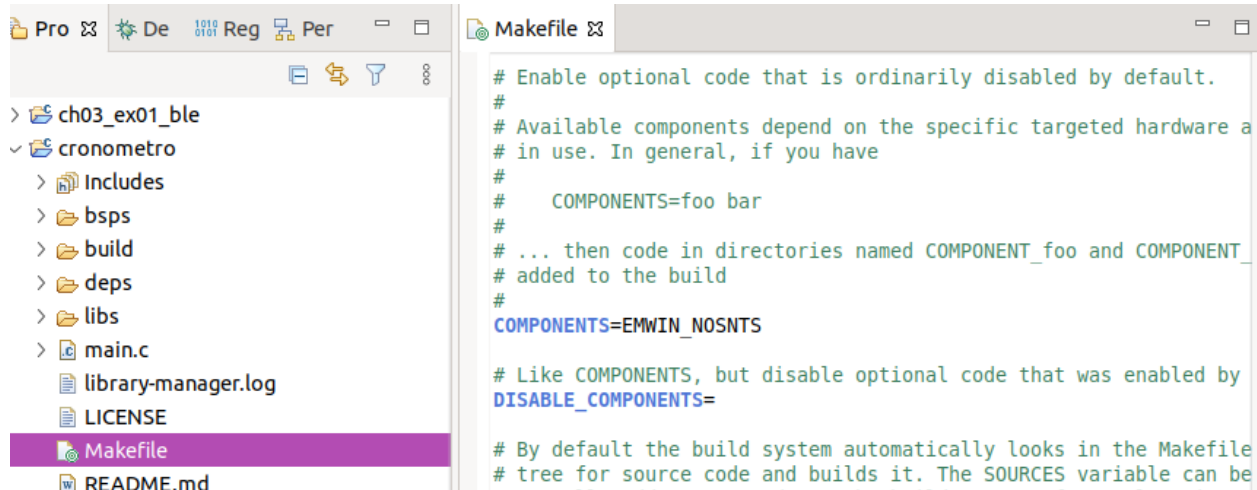 Pro
De
Reg
Per
ch03_ex01_ble
cronometro
Includes
bsps
build
deps
libs
main.c
library-manager.log
LICENSE
Makefile
README.md
Makefile
# Enable optional code that is ordinarily disabled by default.
#
# Available components depend on the specific targeted hardware a
# in use. In general, if you have
#
#    COMPONENTS=foo bar
#
# ... then code in directories named COMPONENT_foo and COMPONENT_
# added to the build
#
COMPONENTS=EMWIN_NOSNTS

# Like COMPONENTS, but disable optional code that was enabled by
DISABLE_COMPONENTS=

# By default the build system automatically looks in the Makefile
# tree for source code and builds it. The SOURCES variable can be